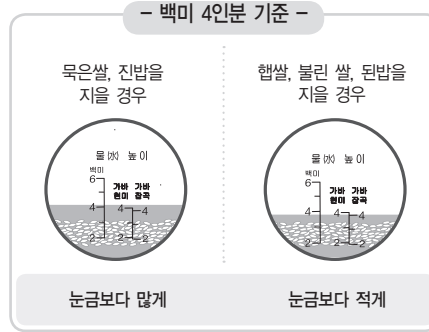 - 백미 4인분 기준 -
묵은쌀, 진밥을
지을 경우
물(水) 높이
백미
6
가바 가바
현미 잡곡
4
4
4
2
2
2
눈금보다 많게
햅쌀, 불린 쌀, 된밥을
지을 경우
물(水) 높이
백미
6
가바 가바
현미 잡곡
4
4
4
2
2
2
눈금보다 적게